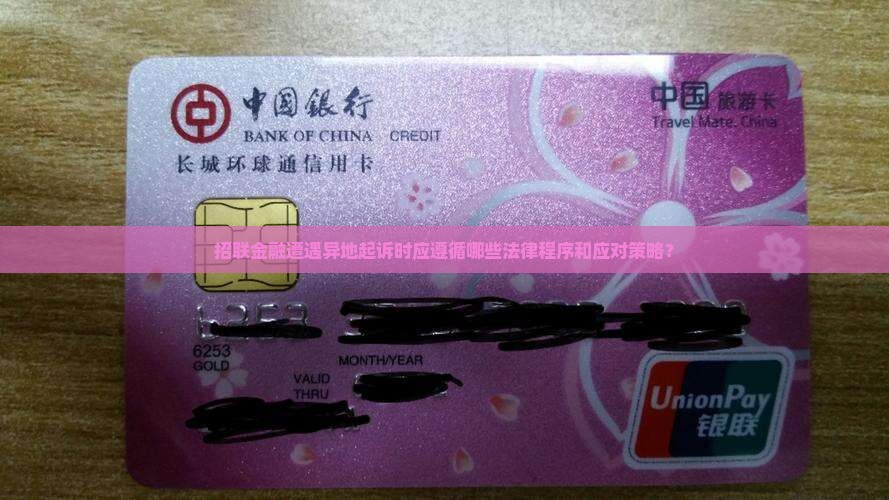 中国银行
BANK OF CHINA CREDIT
长城环球通信用卡
中国 旅游卡
Travel Mate. China
招联金融遭遇异地起诉时应遵循哪些法律程序和应对策略？
6253
6253
GOLD
MONTH/YEAR
VALID
THRU
UnionPay
银联